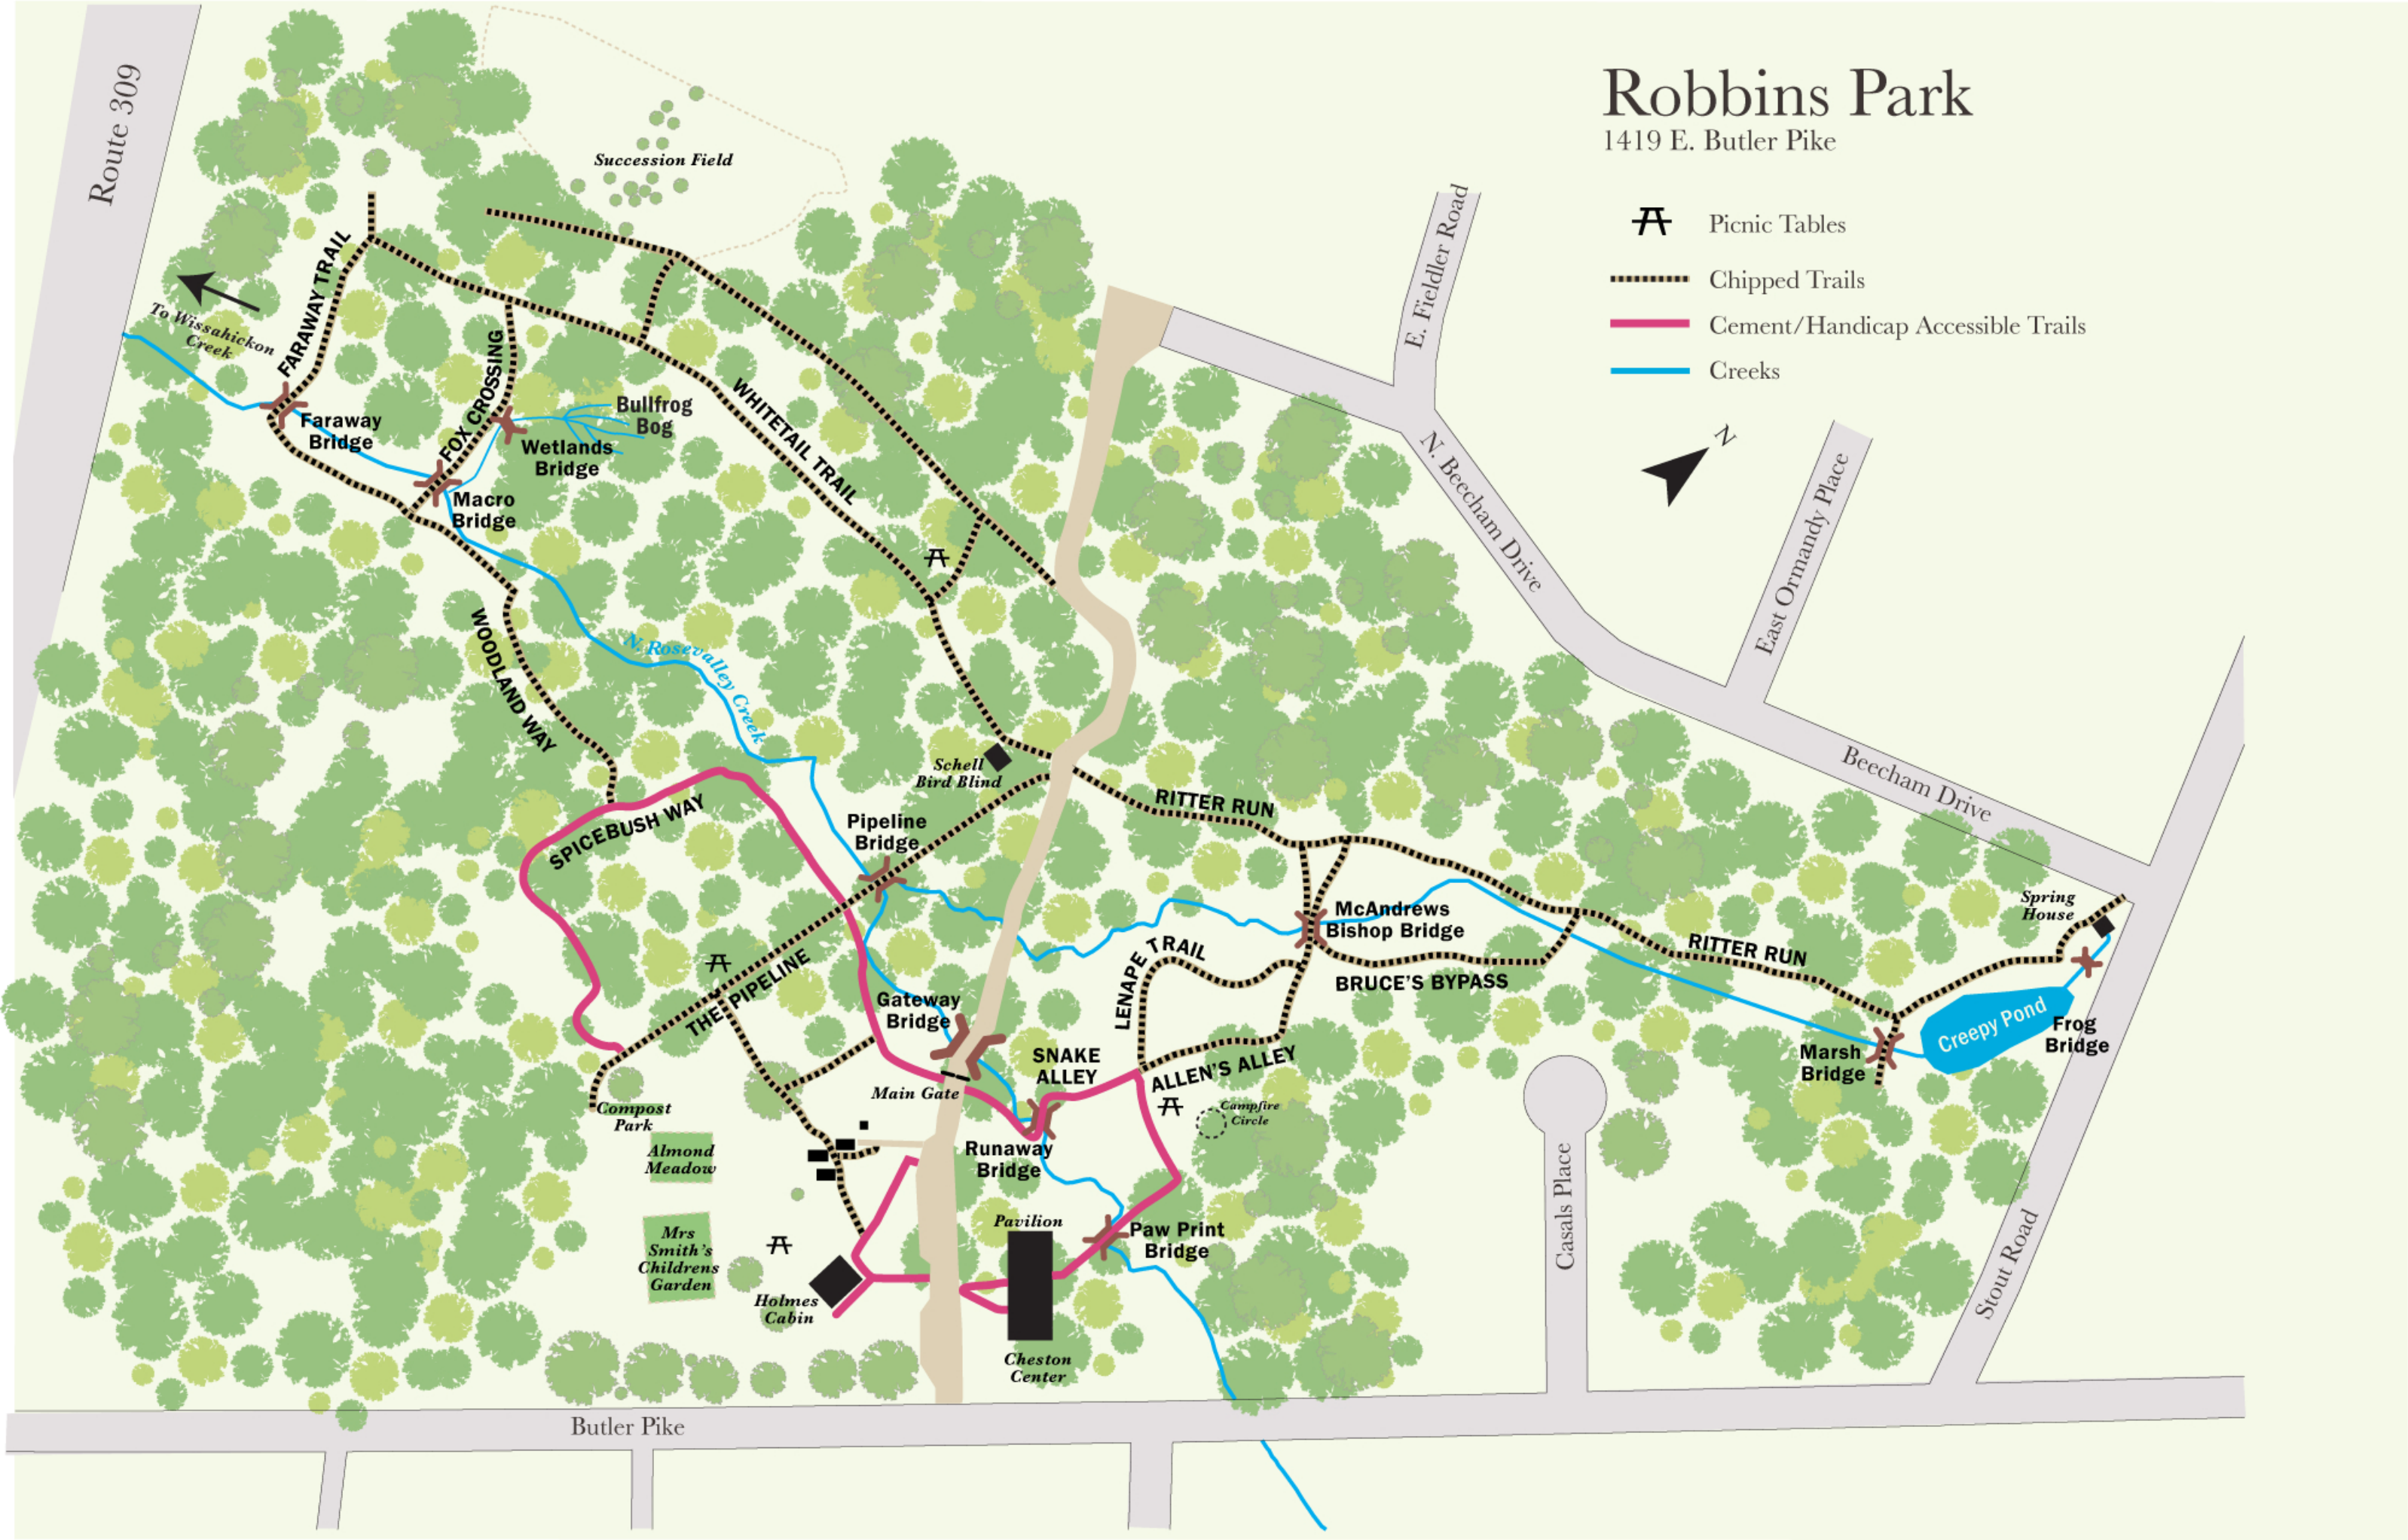 Robbins Park
1419 E. Butler Pike
Picnic Tables
Chipped Trails
Cement/Handicap Accessible Trails
Creeks
N
Route 309
Succession Field
E. Fieldler Road
FARAWAY TRAIL
To Wissahickon
Creek
FOX CROSSING
Faraway
Bridge
Bullfrog
Bog
Wetlands
Bridge
Macro
Bridge
WHITETAIL TRAIL
N. Beecham Drive
East Ormandy Place
WOODLAND WAY
N. Rosevalley Creek
Schell
Bird Blind
Beecham Drive
SPICEBUSH WAY
Pipeline
Bridge
RITTER RUN
McAndrews
Bishop Bridge
Spring
House
LENAPE TRAIL
RITTER RUN
BRUCE'S BYPASS
THE PIPELINE
Gateway
Bridge
Creepy Pond
Frog
Bridge
Marsh
Bridge
SNAKE
ALLEY
ALLEN'S ALLEY
Main Gate
Compost
Park
Campfire
Circle
Almond
Meadow
Runaway
Bridge
Casals Place
Pavilion
Paw Print
Bridge
Mrs
Smith's
Childrens
Garden
Holmes
Cabin
Stout Road
Cheston
Center
Butler Pike